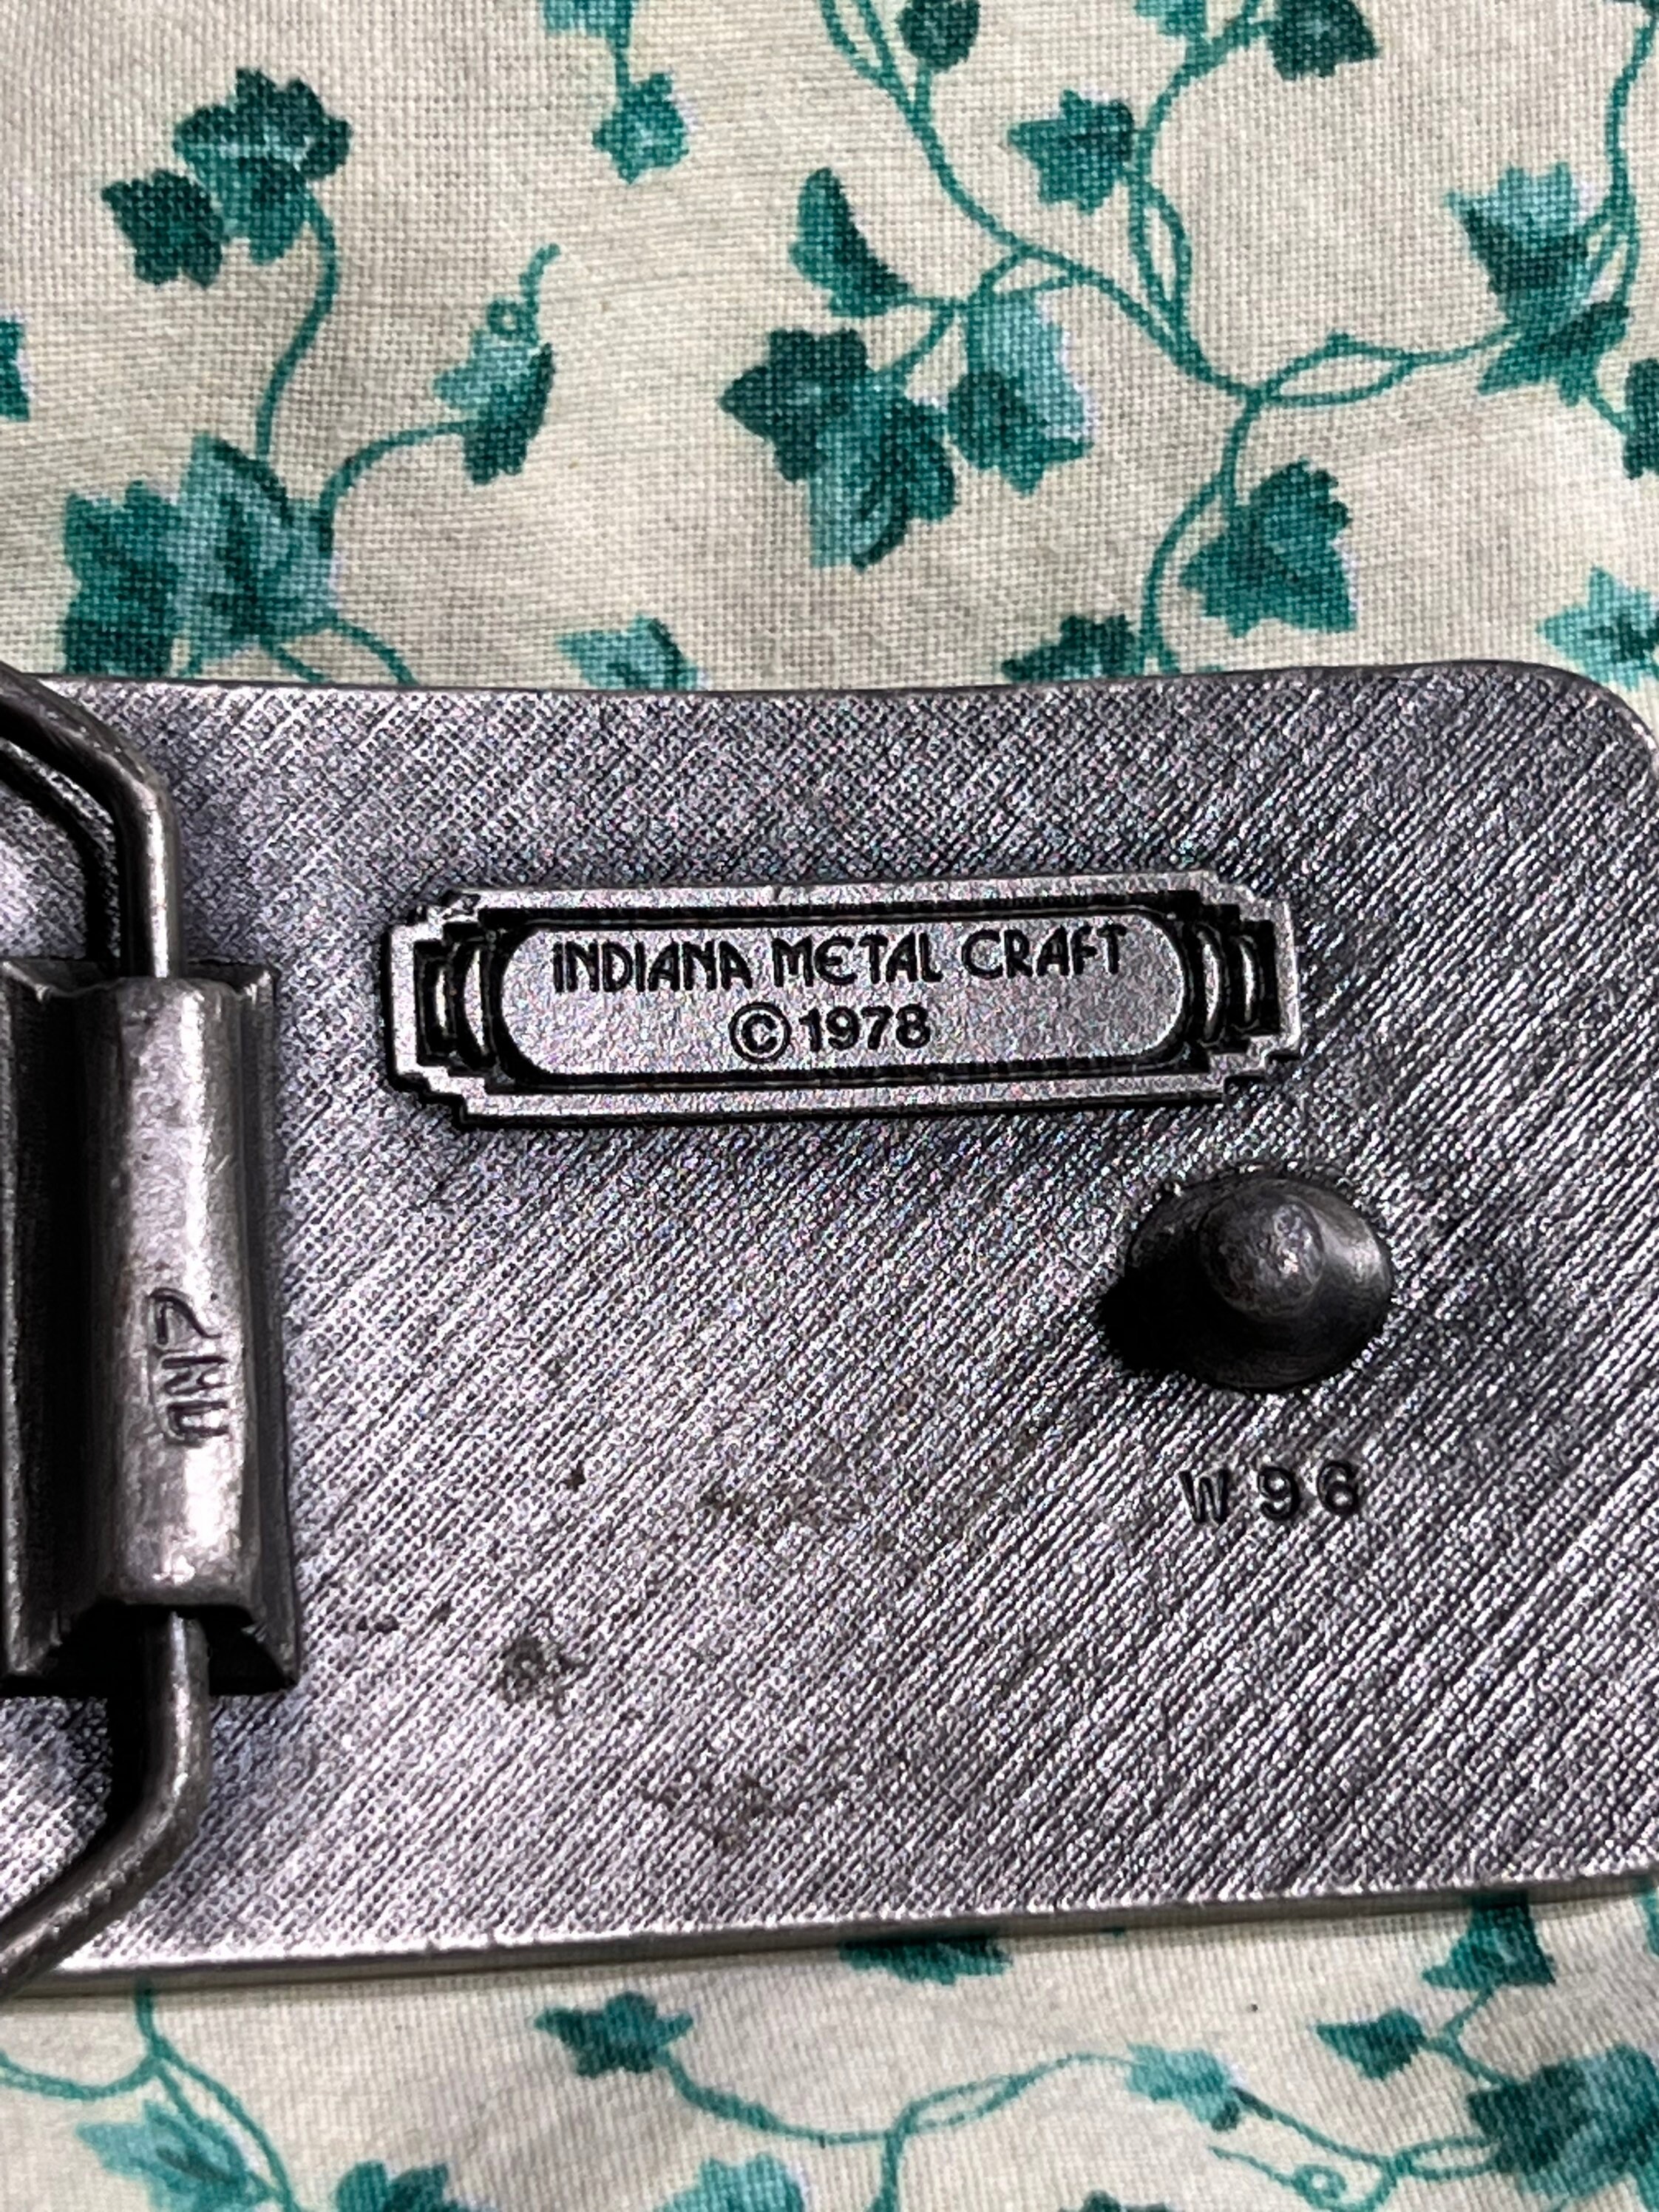 INDIANA METAL CRAFT
©1978
W96